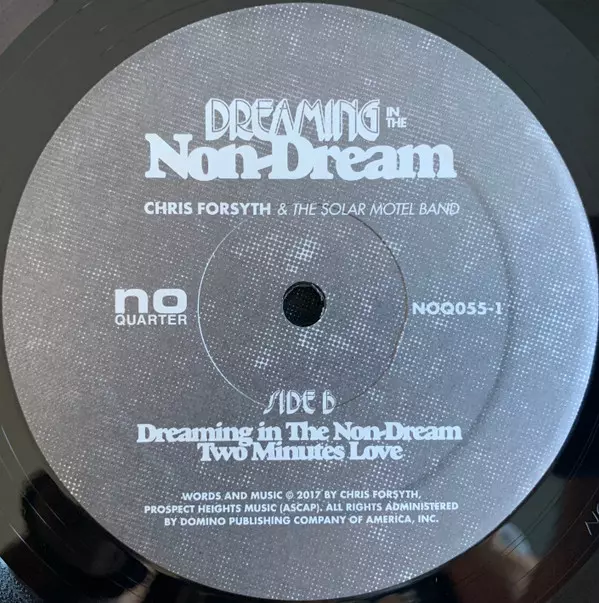 DREAMING IN THE
Non-Dream
CHRIS FORSYTH & THE SOLAR MOTEL BAND
no
QUARTER
NOQ055-1
SIDE b
Dreaming in The Non-Dream
Two Minutes Love
WORDS AND MUSIC © 2017 BY CHRIS FORSYTH,
PROSPECT HEIGHTS MUSIC (ASCAP). ALL RIGHTS ADMINISTERED
BY DOMINO PUBLISHING COMPANY OF AMERICA, INC.